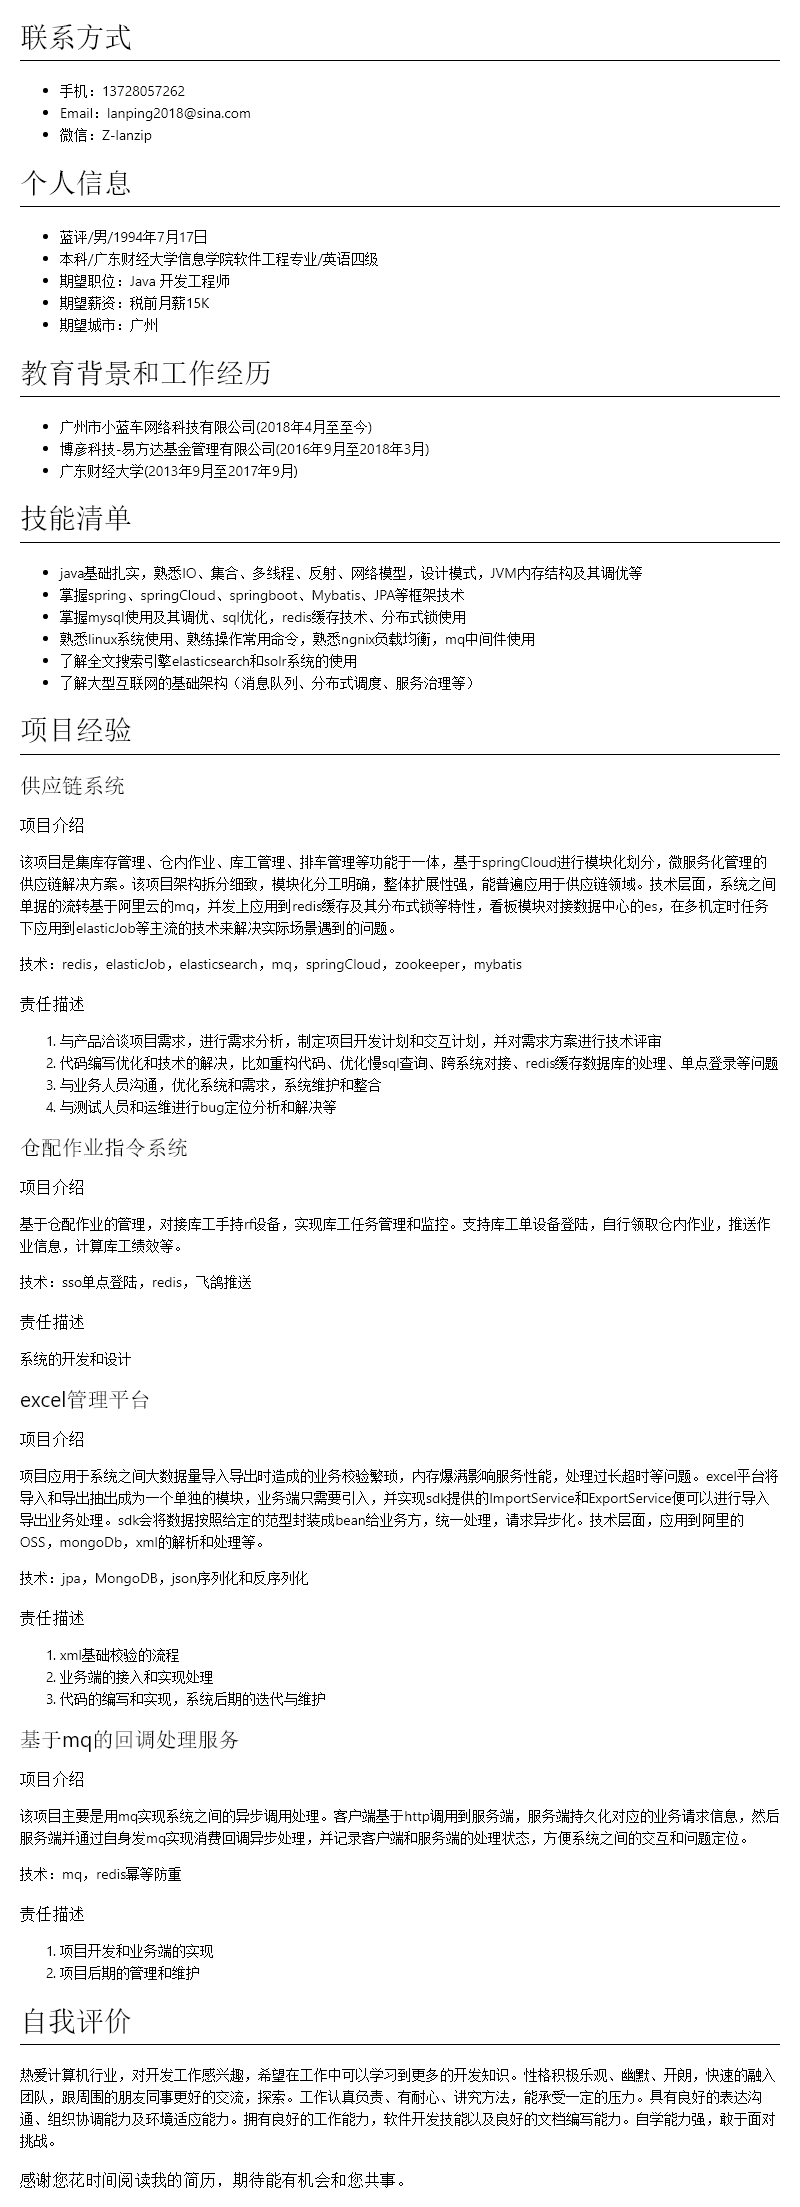 联系方式
手机：13728057262
Email：lanping2018@sina.com
微信：Z-lanzip
个人信息
蓝评/男/1994年7月17日
本科/广东财经大学信息学院软件工程专业/英语四级
期望职位：Java 开发工程师
期望薪资：税前月薪15K
期望城市：广州
教育背景和工作经历
广州市小蓝车网络科技有限公司(2018年4月至至今)
博彦科技-易方达基金管理有限公司(2016年9月至2018年3月)
广东财经大学(2013年9月至2017年9月)
技能清单
java基础扎实，熟悉IO、集合、多线程、反射、网络模型，设计模式，JVM内存结构及其调优等
掌握spring、springCloud、springboot、Mybatis、JPA等框架技术
掌握mysql使用及其调优、sql优化，redis缓存技术、分布式锁使用
熟悉linux系统使用、熟练操作常用命令，熟悉ngnix负载均衡，mq中间件使用
了解全文搜索引擎elasticsearch和solr系统的使用
了解大型互联网的基础架构（消息队列、分布式调度、服务治理等）
项目经验
供应链系统
项目介绍
该项目是集库存管理、仓内作业、库工管理、排车管理等功能于一体，基于springCloud进行模块化划分，微服务化管理的
供应链解决方案。该项目架构拆分细致，模块化分工明确，整体扩展性强，能普遍应用于供应链领域。技术层面，系统之间
单据的流转基于阿里云的mq，并发上应用到redis缓存及其分布式锁等特性，看板模块对接数据中心的es，在多机定时任务
下应用到elasticJob等主流的技术来解决实际场景遇到的问题。
技术：redis，elasticJob，elasticsearch，mq，springCloud，zookeeper，mybatis
责任描述
1. 与产品洽谈项目需求，进行需求分析，制定项目开发计划和交互计划，并对需求方案进行技术评审
2. 代码编写优化和技术的解决，比如重构代码、优化慢sql查询、跨系统对接、redis缓存数据库的处理、单点登录等问题
3. 与业务人员沟通，优化系统和需求，系统维护和整合
4. 与测试人员和运维进行bug定位分析和解决等
仓配作业指令系统
项目介绍
基于仓配作业的管理，对接库工手持rf设备，实现库工任务管理和监控。支持库工单设备登陆，自行领取仓内作业，推送作
业信息，计算库工绩效等。
技术：sso单点登陆，redis，飞鸽推送
责任描述
系统的开发和设计
excel管理平台
项目介绍
项目应用于系统之间大数据量导入导出时造成的业务校验繁琐，内存爆满影响服务性能，处理过长超时等问题。excel平台将
导入和导出抽出成为一个单独的模块，业务端只需要引入，并实现sdk提供的ImportService和ExportService便可以进行导入
导出业务处理。sdk会将数据按照给定的范型封装成bean给业务方，统一处理，请求异步化。技术层面，应用到阿里的
OSS，mongoDb，xml的解析和处理等。
技术：jpa，MongoDB，json序列化和反序列化
责任描述
1. xml基础校验的流程
2. 业务端的接入和实现处理
3. 代码的编写和实现，系统后期的迭代与维护
基于mq的回调处理服务
项目介绍
该项目主要是用mq实现系统之间的异步调用处理。客户端基于http调用到服务端，服务端持久化对应的业务请求信息，然后
服务端并通过自身发mq实现消费回调异步处理，并记录客户端和服务端的处理状态，方便系统之间的交互和问题定位。
技术：mq，redis幂等防重
责任描述
1. 项目开发和业务端的实现
2. 项目后期的管理和维护
自我评价
热爱计算机行业，对开发工作感兴趣，希望在工作中可以学习到更多的开发知识。性格积极乐观、幽默、开朗，快速的融入
团队，跟周围的朋友同事更好的交流，探索。工作认真负责、有耐心、讲究方法，能承受一定的压力。具有良好的表达沟
通、组织协调能力及环境适应能力。拥有良好的工作能力，软件开发技能以及良好的文档编写能力。自学能力强，敢于面对
挑战。
感谢您花时间阅读我的简历，期待能有机会和您共事。